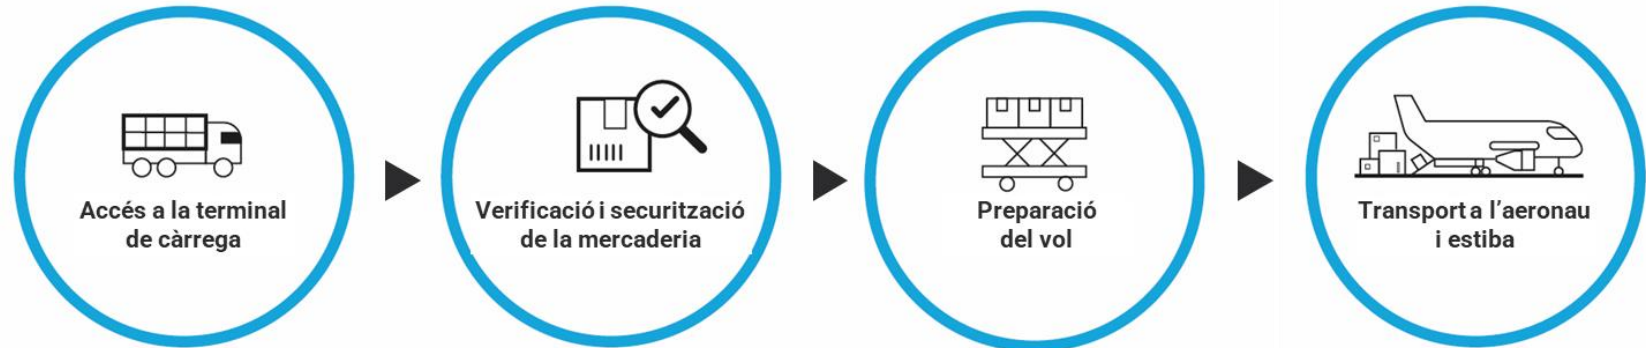 Accés a la terminal
de càrrega
Verificació i securització
de la mercaderia
Preparació
del vol
Transport a l’aeronau
i estiba